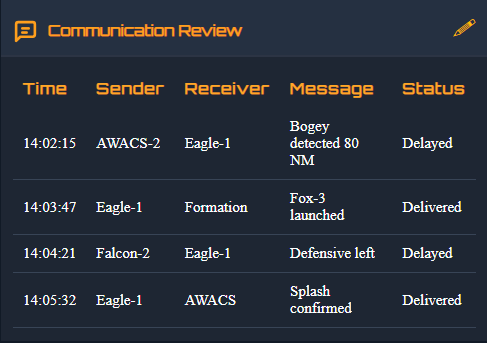 Communication Review
Time Sender Receiver Message Status
14:02:15 AWACS-2 Eagle-1 Bogey detected 80 NM Delayed
14:03:47 Eagle-1 Formation Fox-3 launched Delivered
14:04:21 Falcon-2 Eagle-1 Defensive left Delayed
14:05:32 Eagle-1 AWACS Splash confirmed Delivered